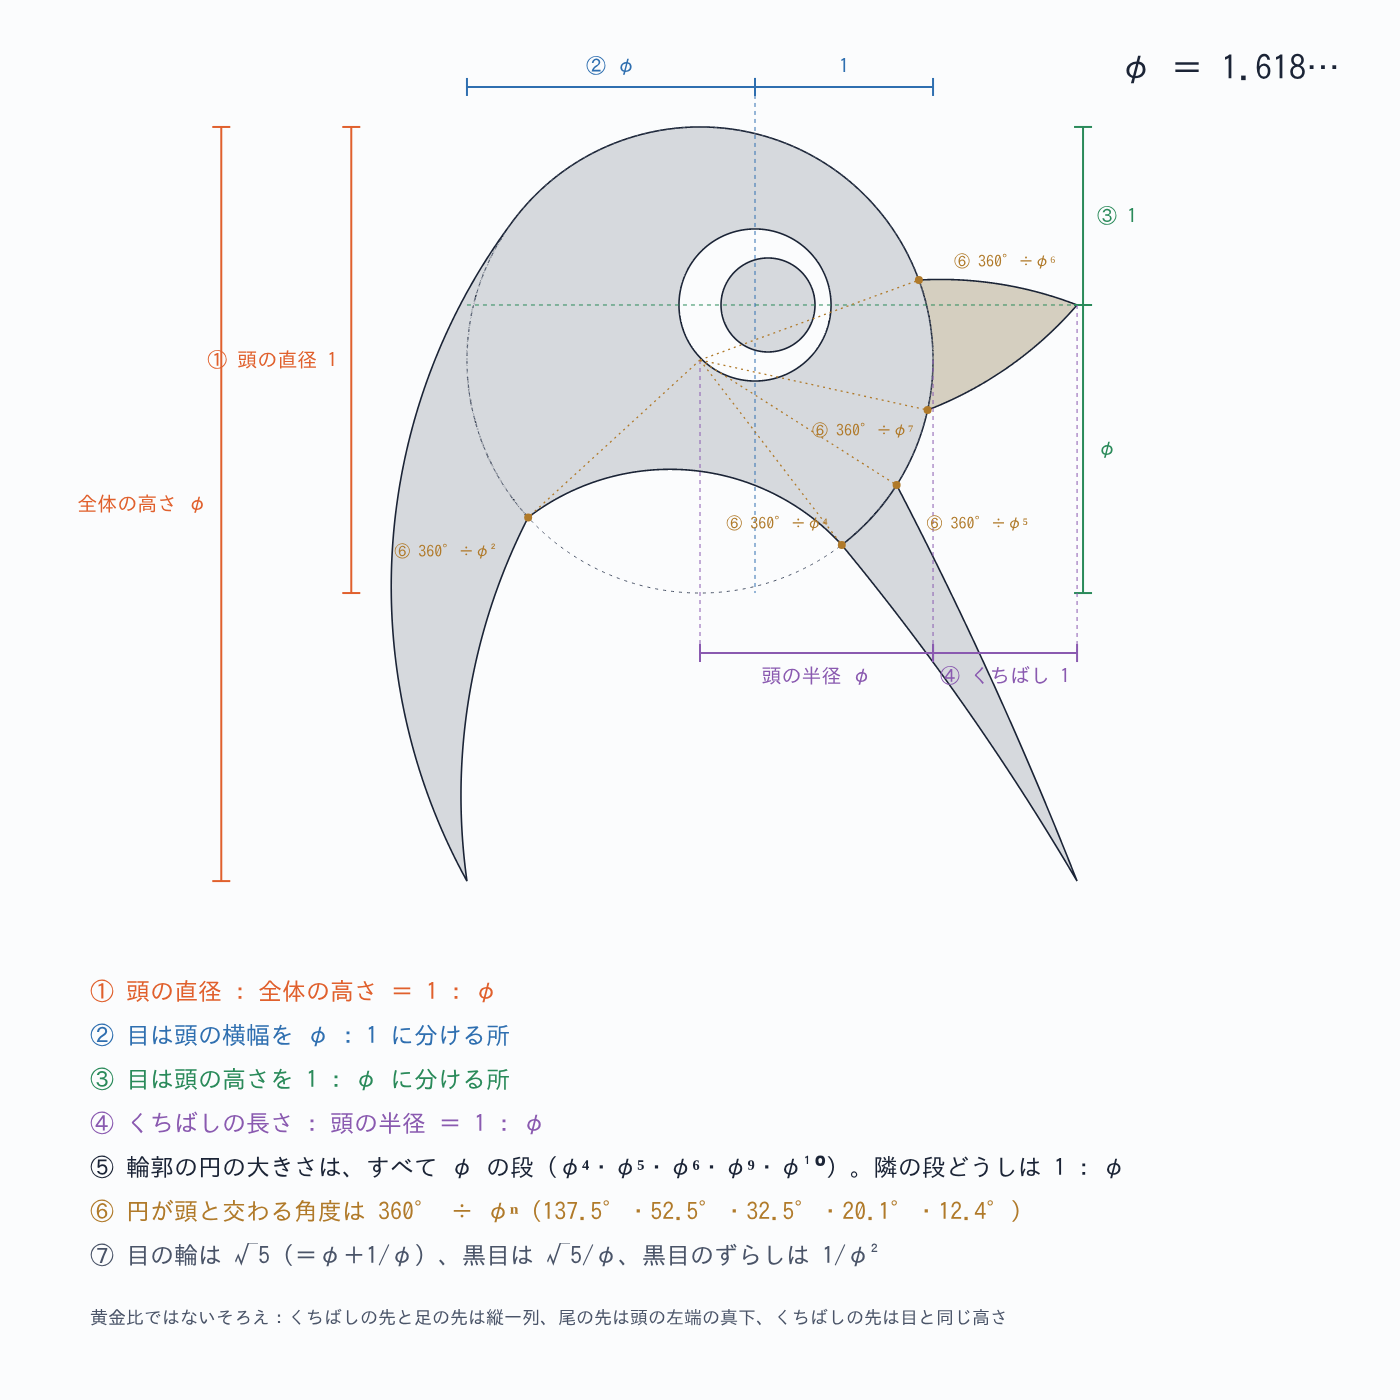 ② φ
1
φ = 1.618…
③ 1
⑥ 360° ÷φ⁶
① 頭の直径 1
⑥ 360° ÷φ⁷
φ
全体の高さ φ
⑥ 360° ÷φ⁴
⑥ 360° ÷φ⁵
⑥ 360° ÷φ²
頭の半径 φ
④ くちばし 1
① 頭の直径 : 全体の高さ = 1 : φ
② 目は頭の横幅を φ : 1 に分ける所
③ 目は頭の高さを 1 : φ に分ける所
④ くちばしの長さ : 頭の半径 = 1 : φ
⑤ 輪郭の円の大きさは、すべて φ の段（φ⁴・φ⁵・φ⁶・φ⁹・φ¹⁰）。隣の段どうしは 1 : φ
⑥ 円が頭と交わる角度は 360° ÷ φⁿ（137.5°・52.5°・32.5°・20.1°・12.4°）
⑦ 目の輪は √5（=φ+1/φ）、黒目は √5/φ、黒目のずらしは 1/φ²
黄金比ではないそろえ：くちばしの先と足の先は縦一列、尾の先は頭の左端の真下、くちばしの先は目と同じ高さ